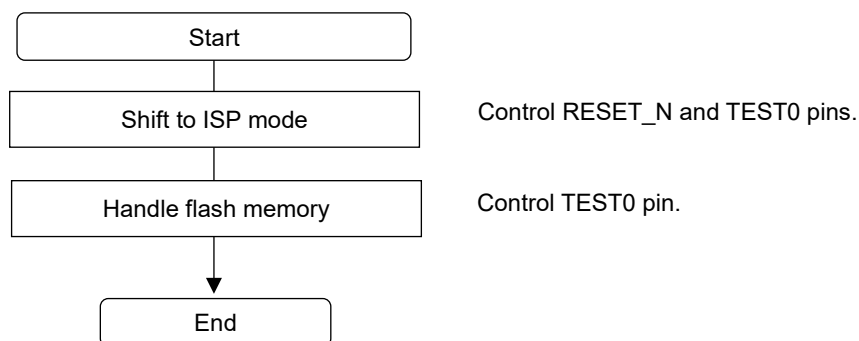 Start
Shift to ISP mode
Control RESET_N and TEST0 pins.
Handle flash memory
Control TEST0 pin.
End